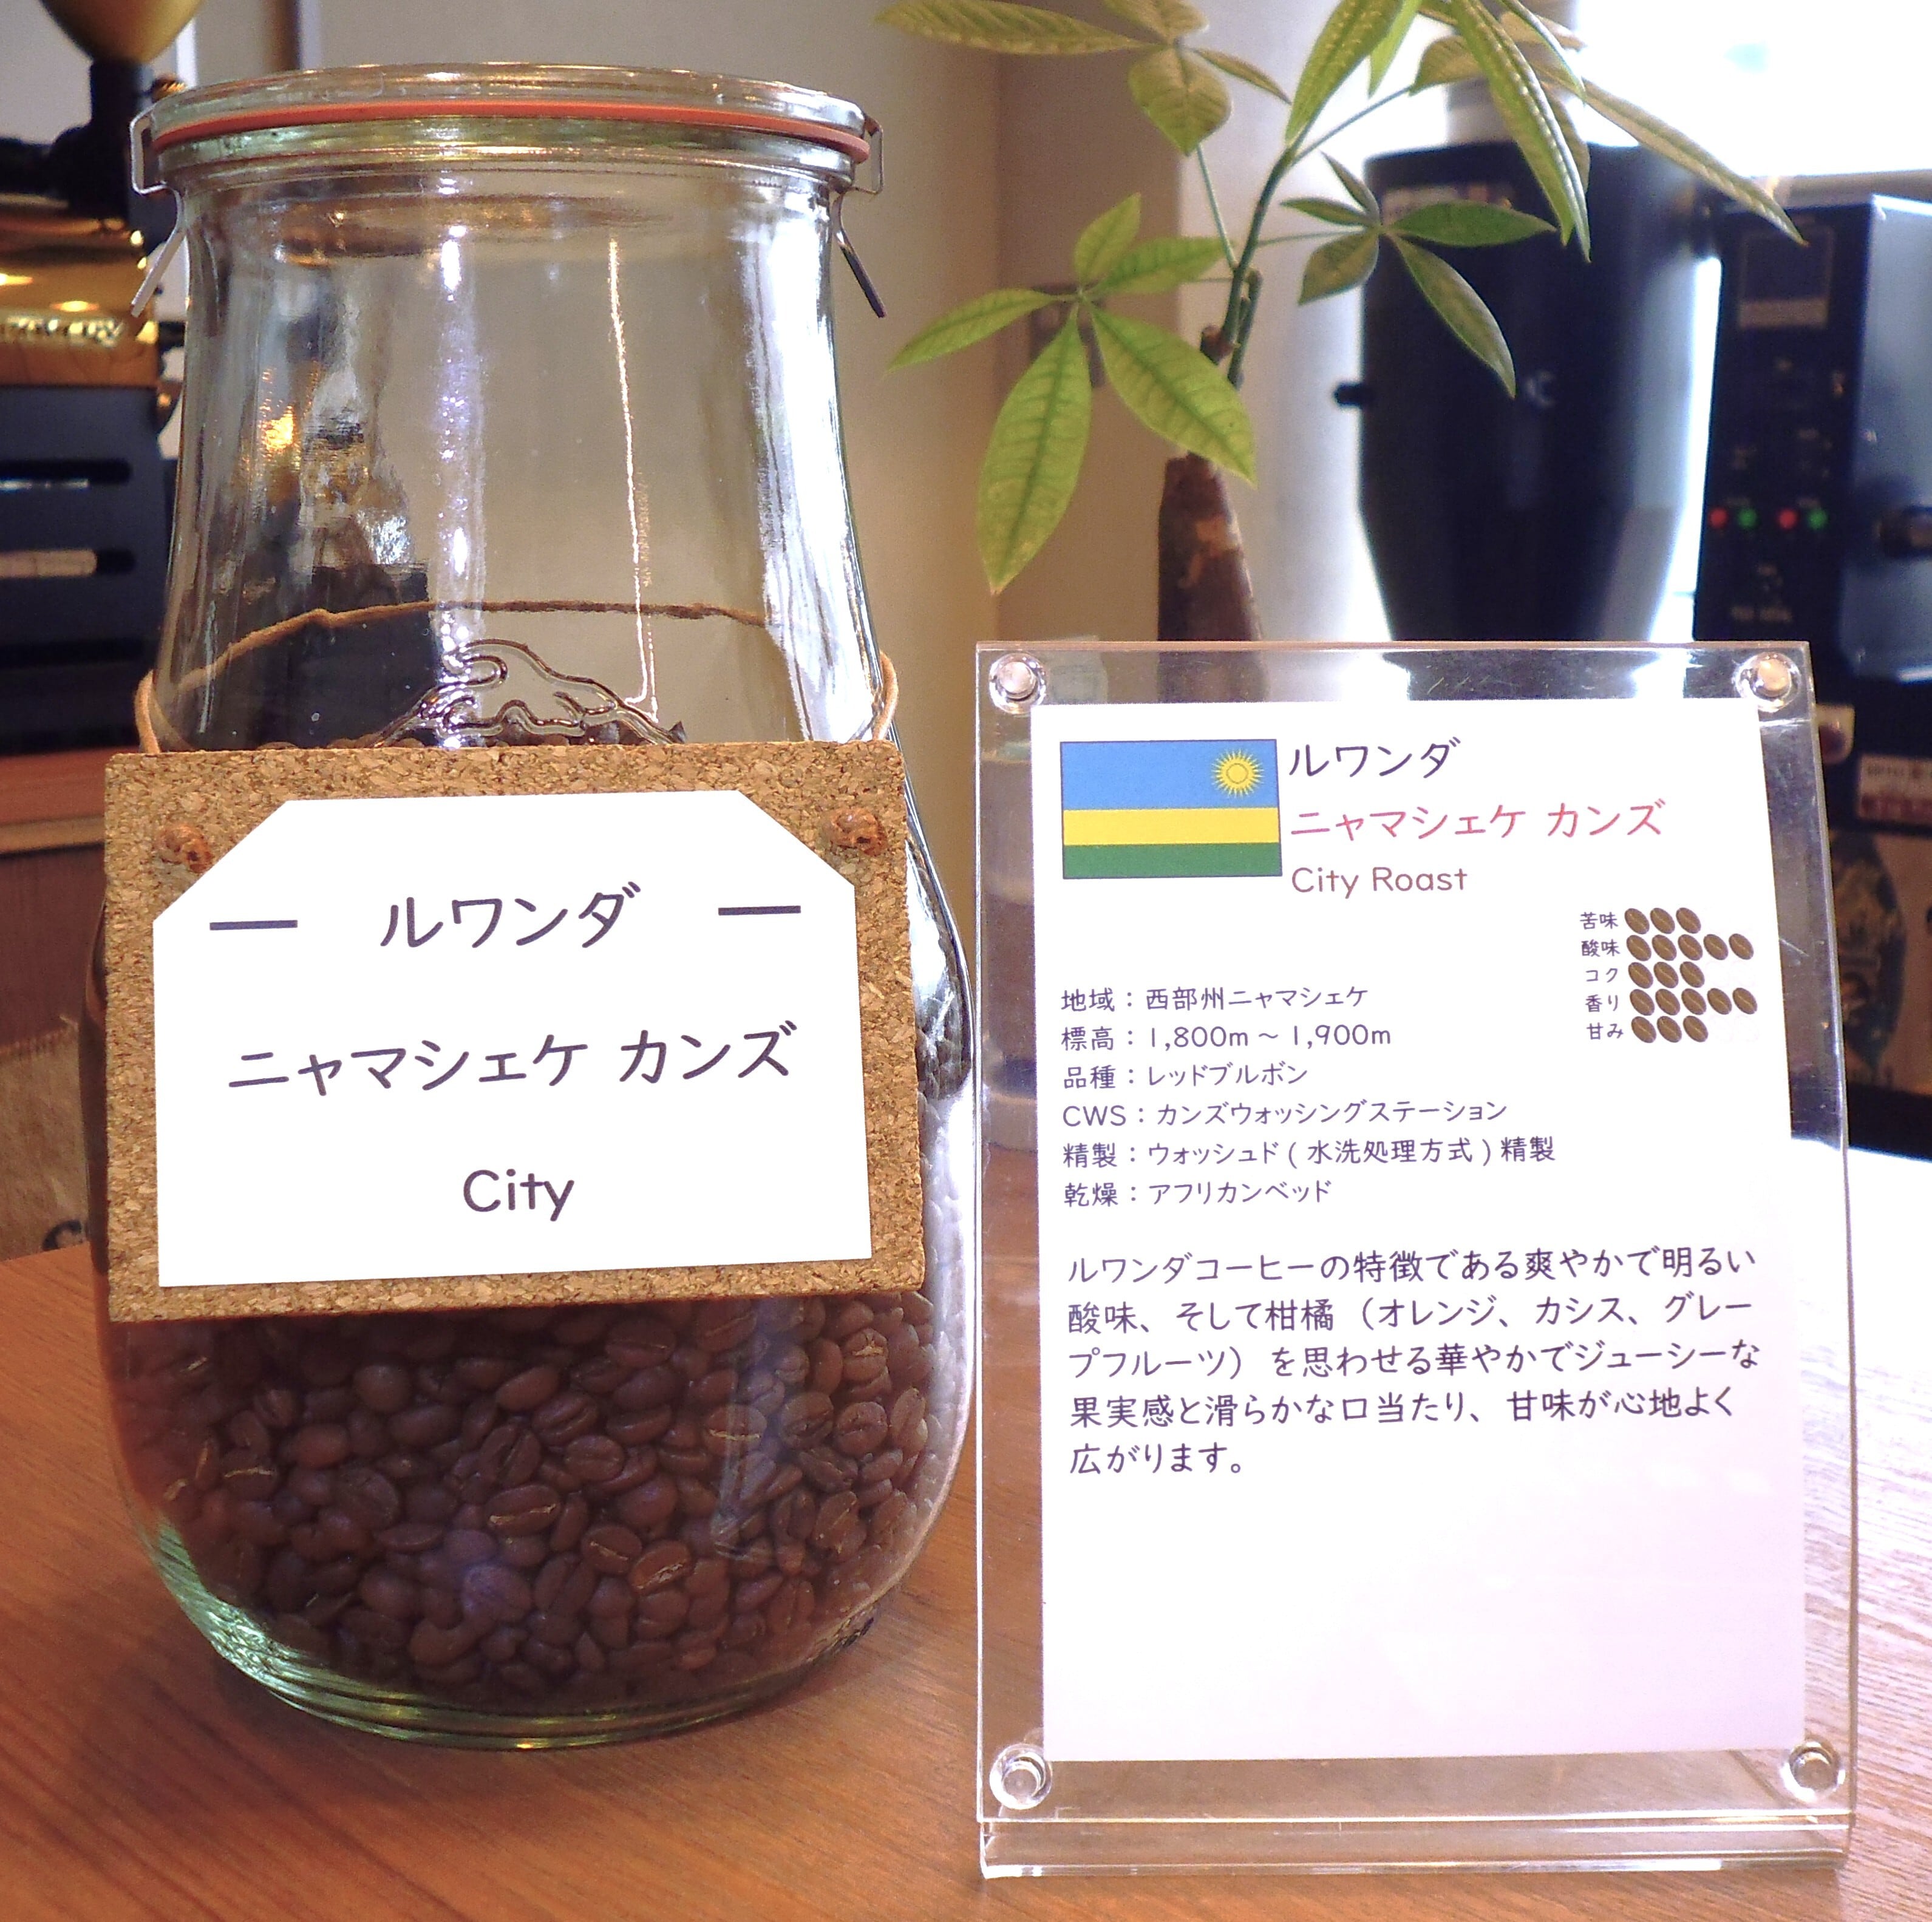 ルワンダ
ニャマシェケ カンズ
City
ルワンダ
ニャマシェケ カンズ
City Roast
苦味
酸味
コク
香り
甘み
地域：西部州ニャマシェケ
標高：1,800m～1,900m
品種：レッドブルボン
CWS：カンズウォッシングステーション
精製：ウォッシュド(水洗処理方式)精製
乾燥：アフリカンベッド
ルワンダコーヒーの特徴である爽やかで明るい
酸味、そして柑橘（オレンジ、カシス、グレー
プフルーツ）を思わせる華やかでジューシーな
果実感と滑らかな口当たり、甘味が心地よく
広がります。